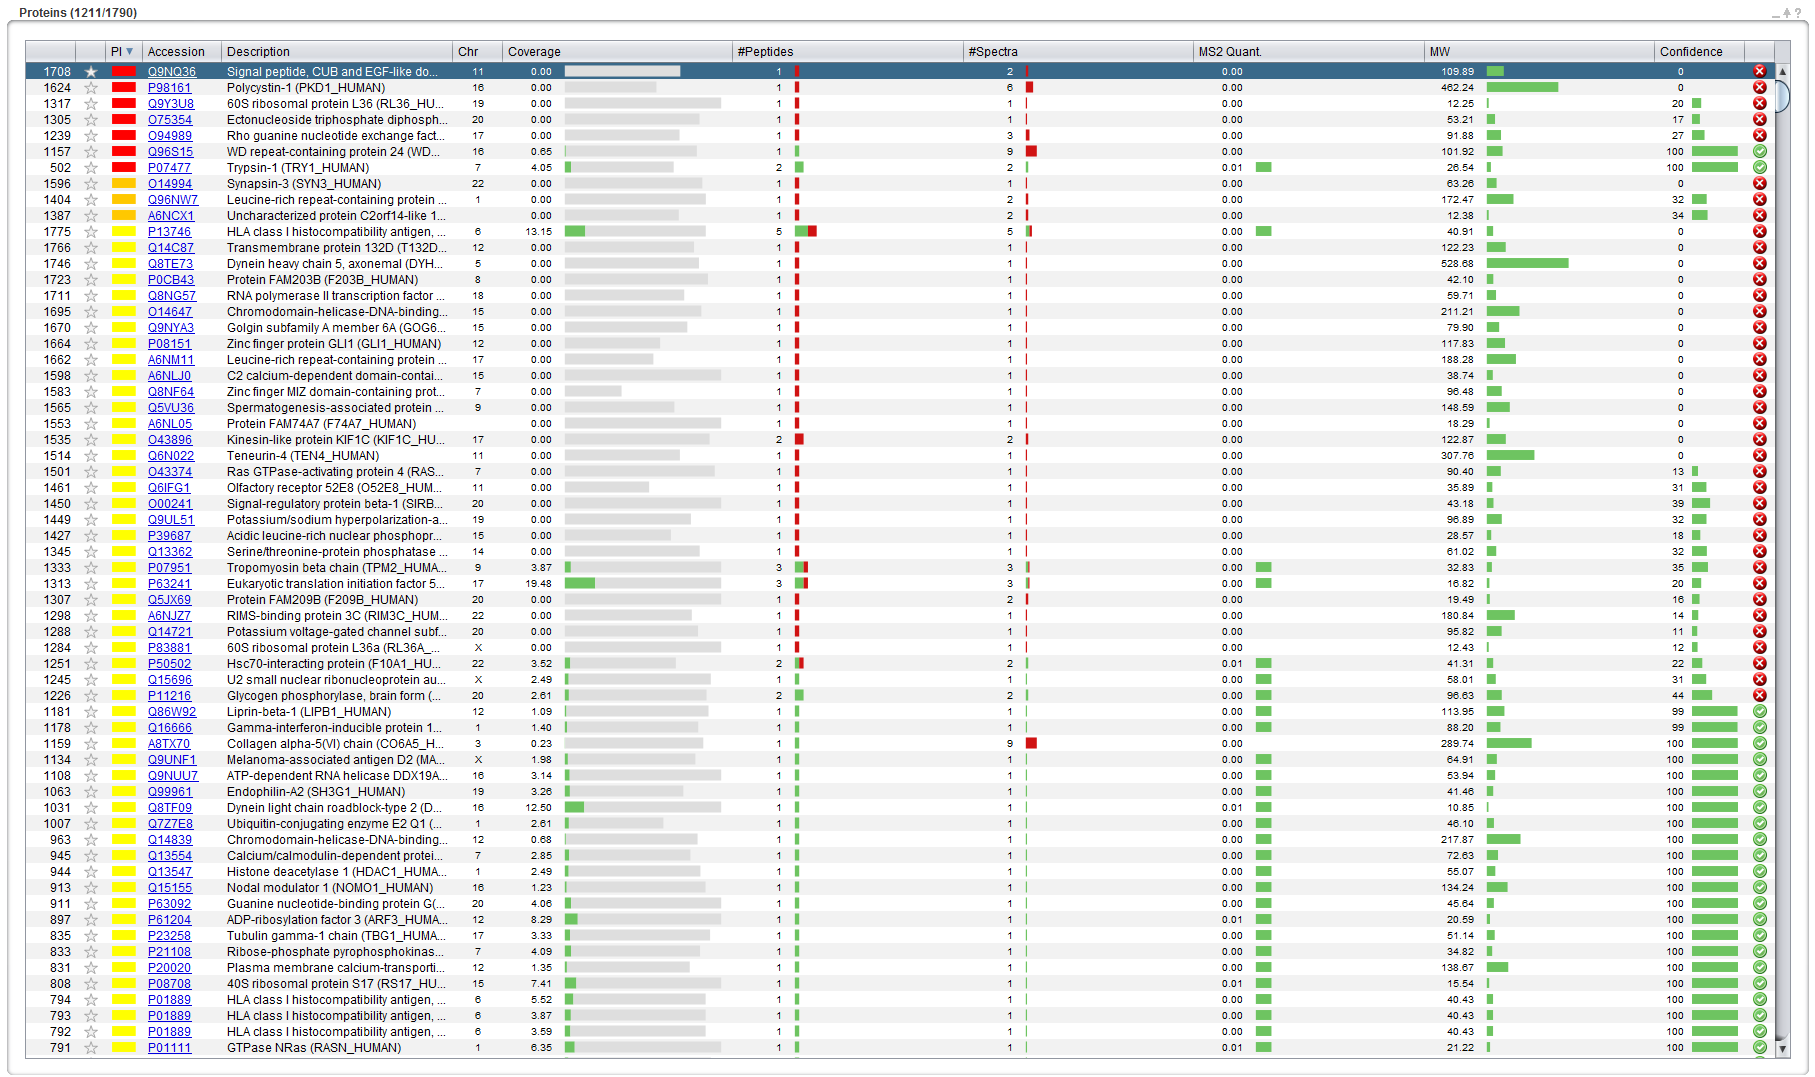 Proteins (1211/1790)
PI Accession Description Chr Coverage #Peptides #Spectra MS2 Quant. MW Confidence
1708 Q9NQ36 Signal peptide, CUB and EGF-like do... 11 0.00 1 2 0.00 109.89 0
1624 P98161 Polycystin-1 (PKD1_HUMAN) 16 0.00 1 6 0.00 462.24 0
1317 Q9Y3U8 60S ribosomal protein L36 (RL36_HU... 19 0.00 1 1 0.00 12.25 20
1305 O75354 Ectonucleoside triphosphate diphosph... 20 0.00 1 1 0.00 53.21 17
1239 O94989 Rho guanine nucleotide exchange fact... 17 0.00 1 3 0.00 91.88 27
1157 Q96S15 WD repeat-containing protein 24 (WD... 16 0.65 1 9 0.00 101.92 100
502 P07477 Trypsin-1 (TRY1_HUMAN) 7 4.05 2 2 0.01 26.54 100
1596 O14994 Synapsin-3 (SYN3_HUMAN) 22 0.00 1 1 0.00 63.26 0
1404 Q96NW7 Leucine-rich repeat-containing protein ... 1 0.00 1 2 0.00 172.47 32
1387 A6NCX1 Uncharacterized protein C2orf14-like 1... 0.00 1 2 0.00 12.38 34
1775 P13746 HLA class I histocompatibility antigen, ... 6 13.15 5 5 0.00 40.91 0
1766 Q14C87 Transmembrane protein 132D (T132D... 12 0.00 1 1 0.00 122.23 0
1746 Q8TE73 Dynein heavy chain 5, axonemal (DYH... 5 0.00 1 1 0.00 528.68 0
1723 P0CB43 Protein FAM203B (F203B_HUMAN) 8 0.00 1 1 0.00 42.10 0
1711 Q8NG57 RNA polymerase II transcription factor ... 18 0.00 1 1 0.00 59.71 0
1695 O14647 Chromodomain-helicase-DNA-binding... 15 0.00 1 1 0.00 211.21 0
1670 Q9NYA3 Golgin subfamily A member 6A (GOG6... 15 0.00 1 1 0.00 79.90 0
1664 P08151 Zinc finger protein GLI1 (GLI1_HUMAN) 12 0.00 1 1 0.00 117.83 0
1662 A6NM11 Leucine-rich repeat-containing protein ... 17 0.00 1 1 0.00 188.28 0
1598 A6NLJ0 C2 calcium-dependent domain-contai... 15 0.00 1 1 0.00 38.74 0
1583 Q8NF64 Zinc finger MIZ domain-containing prot... 7 0.00 1 1 0.00 96.48 0
1565 Q5VU36 Spermatogenesis-associated protein ... 9 0.00 1 1 0.00 148.59 0
1553 A6NL05 Protein FAM74A7 (F74A7_HUMAN) 0.00 1 1 0.00 18.29 0
1535 O43896 Kinesin-like protein KIF1C (KIF1C_HU... 17 0.00 2 2 0.00 122.87 0
1514 Q6N022 Teneurin-4 (TEN4_HUMAN) 11 0.00 1 1 0.00 307.76 0
1501 O43374 Ras GTPase-activating protein 4 (RAS... 7 0.00 1 1 0.00 90.40 13
1461 Q6IFG1 Olfactory receptor 52E8 (O52E8_HUM... 11 0.00 1 1 0.00 35.89 31
1450 O00241 Signal-regulatory protein beta-1 (SIRB... 20 0.00 1 1 0.00 43.18 39
1449 Q9UL51 Potassium/sodium hyperpolarization-a... 19 0.00 1 1 0.00 96.89 32
1427 P39687 Acidic leucine-rich nuclear phosphopr... 15 0.00 1 1 0.00 28.57 18
1345 Q13362 Serine/threonine-protein phosphatase ... 14 0.00 1 1 0.00 61.02 32
1333 P07951 Tropomyosin beta chain (TPM2_HUMA... 9 3.87 3 3 0.00 32.83 35
1313 P63241 Eukaryotic translation initiation factor 5... 17 19.48 3 3 0.00 16.82 20
1307 Q5JX69 Protein FAM209B (F209B_HUMAN) 20 0.00 1 2 0.00 19.49 16
1298 A6NJZ7 RIMS-binding protein 3C (RIM3C_HUM... 22 0.00 1 1 0.00 180.84 14
1288 Q14721 Potassium voltage-gated channel subf... 20 0.00 1 1 0.00 95.82 11
1284 P83881 60S ribosomal protein L36a (RL36A_... X 0.00 1 1 0.00 12.43 12
1251 P50502 Hsc70-interacting protein (F10A1_HU... 22 3.52 2 2 0.01 41.31 22
1245 Q15696 U2 small nuclear ribonucleoprotein au... X 2.49 1 1 0.00 58.01 31
1226 P11216 Glycogen phosphorylase, brain form (... 20 2.61 2 2 0.00 96.63 44
1181 Q86W92 Liprin-beta-1 (LIPB1_HUMAN) 12 1.09 1 1 0.00 113.95 99
1178 Q16666 Gamma-interferon-inducible protein 1... 1 1.40 1 1 0.00 88.20 99
1159 A8TX70 Collagen alpha-5(VI) chain (CO6A5_H... 3 0.23 1 9 0.00 289.74 100
1134 Q9UNF1 Melanoma-associated antigen D2 (MA... X 1.98 1 1 0.00 64.91 100
1108 Q9NUU7 ATP-dependent RNA helicase DDX19A... 16 3.14 1 1 0.00 53.94 100
1063 Q99961 Endophilin-A2 (SH3G1_HUMAN) 19 3.26 1 1 0.00 41.46 100
1031 Q8TF09 Dynein light chain roadblock-type 2 (D... 16 12.50 1 1 0.01 10.85 100
1007 Q7Z7E8 Ubiquitin-conjugating enzyme E2 Q1 (... 1 2.61 1 1 0.00 46.10 100
963 Q14839 Chromodomain-helicase-DNA-binding... 12 0.68 1 1 0.00 217.87 100
945 Q13554 Calcium/calmodulin-dependent protei... 7 2.85 1 1 0.00 72.63 100
944 Q13547 Histone deacetylase 1 (HDAC1_HUMA... 1 2.49 1 1 0.00 55.07 100
913 Q15155 Nodal modulator 1 (NOMO1_HUMAN) 16 1.23 1 1 0.00 134.24 100
911 P63092 Guanine nucleotide-binding protein G(... 20 4.06 1 1 0.00 45.64 100
897 P61204 ADP-ribosylation factor 3 (ARF3_HUMA... 12 8.29 1 1 0.01 20.59 100
835 P23258 Tubulin gamma-1 chain (TBG1_HUMA... 17 3.33 1 1 0.00 51.14 100
833 P21108 Ribose-phosphate pyrophosphokinas... 7 4.09 1 1 0.00 34.82 100
831 P20020 Plasma membrane calcium-transporti... 12 1.35 1 1 0.00 138.67 100
808 P08708 40S ribosomal protein S17 (RS17_HU... 15 7.41 1 1 0.01 15.54 100
794 P01889 HLA class I histocompatibility antigen, ... 6 5.52 1 1 0.00 40.43 100
793 P01889 HLA class I histocompatibility antigen, ... 6 3.87 1 1 0.00 40.43 100
792 P01889 HLA class I histocompatibility antigen, ... 6 3.59 1 1 0.00 40.43 100
791 P01111 GTPase NRas (RASN_HUMAN) 1 6.35 1 1 0.01 21.22 100